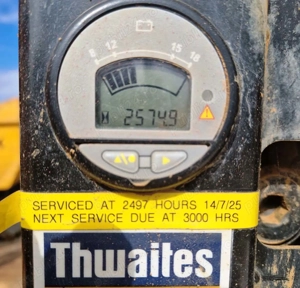 8 12 15 16
H 2574.9
SERVICED AT 2497 HOURS 14/7/25
NEXT SERVICE DUE AT 3000 HRS
Thwaites